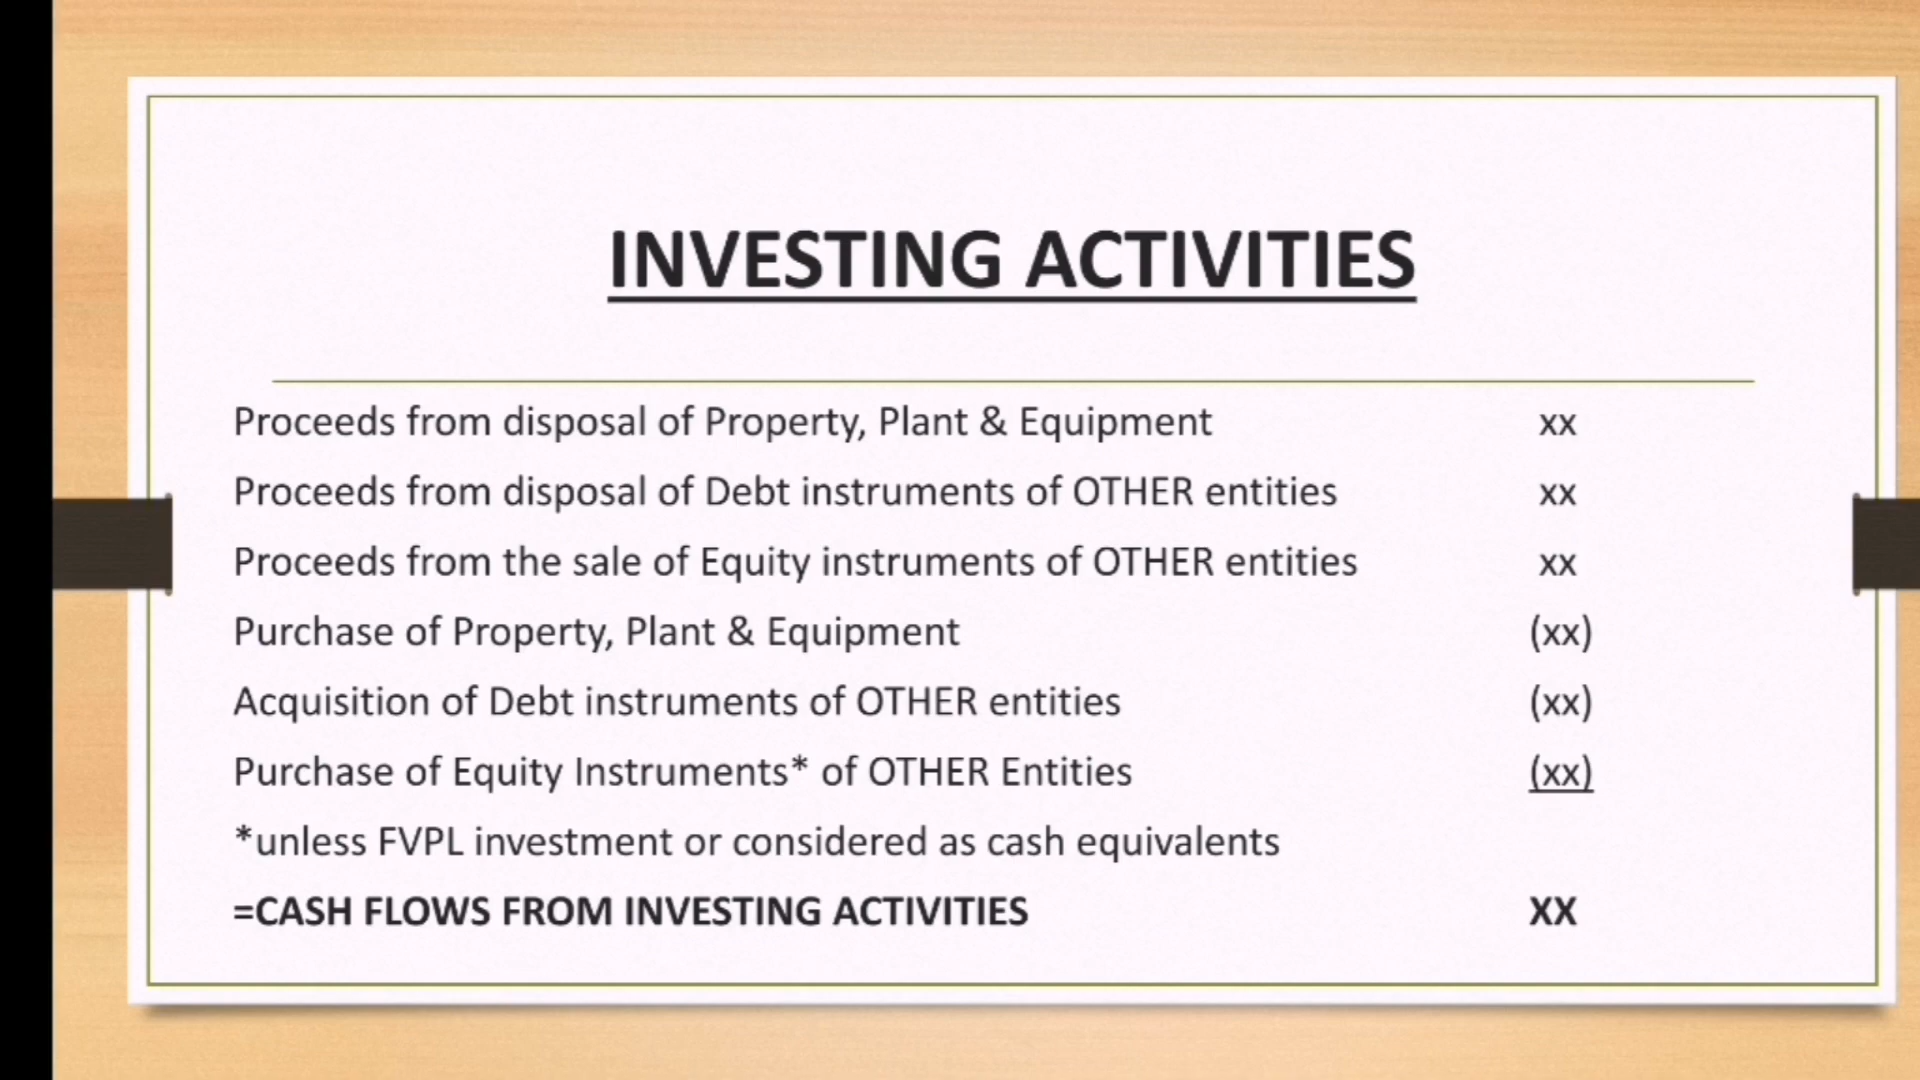 INVESTING ACTIVITIES
Proceeds from disposal of Property, Plant & Equipment xx
Proceeds from disposal of Debt instruments of OTHER entities xx
Proceeds from the sale of Equity instruments of OTHER entities xx
Purchase of Property, Plant & Equipment (xx)
Acquisition of Debt instruments of OTHER entities (xx)
Purchase of Equity Instruments* of OTHER Entities (xx)
*unless FVPL investment or considered as cash equivalents
=CASH FLOWS FROM INVESTING ACTIVITIES XX